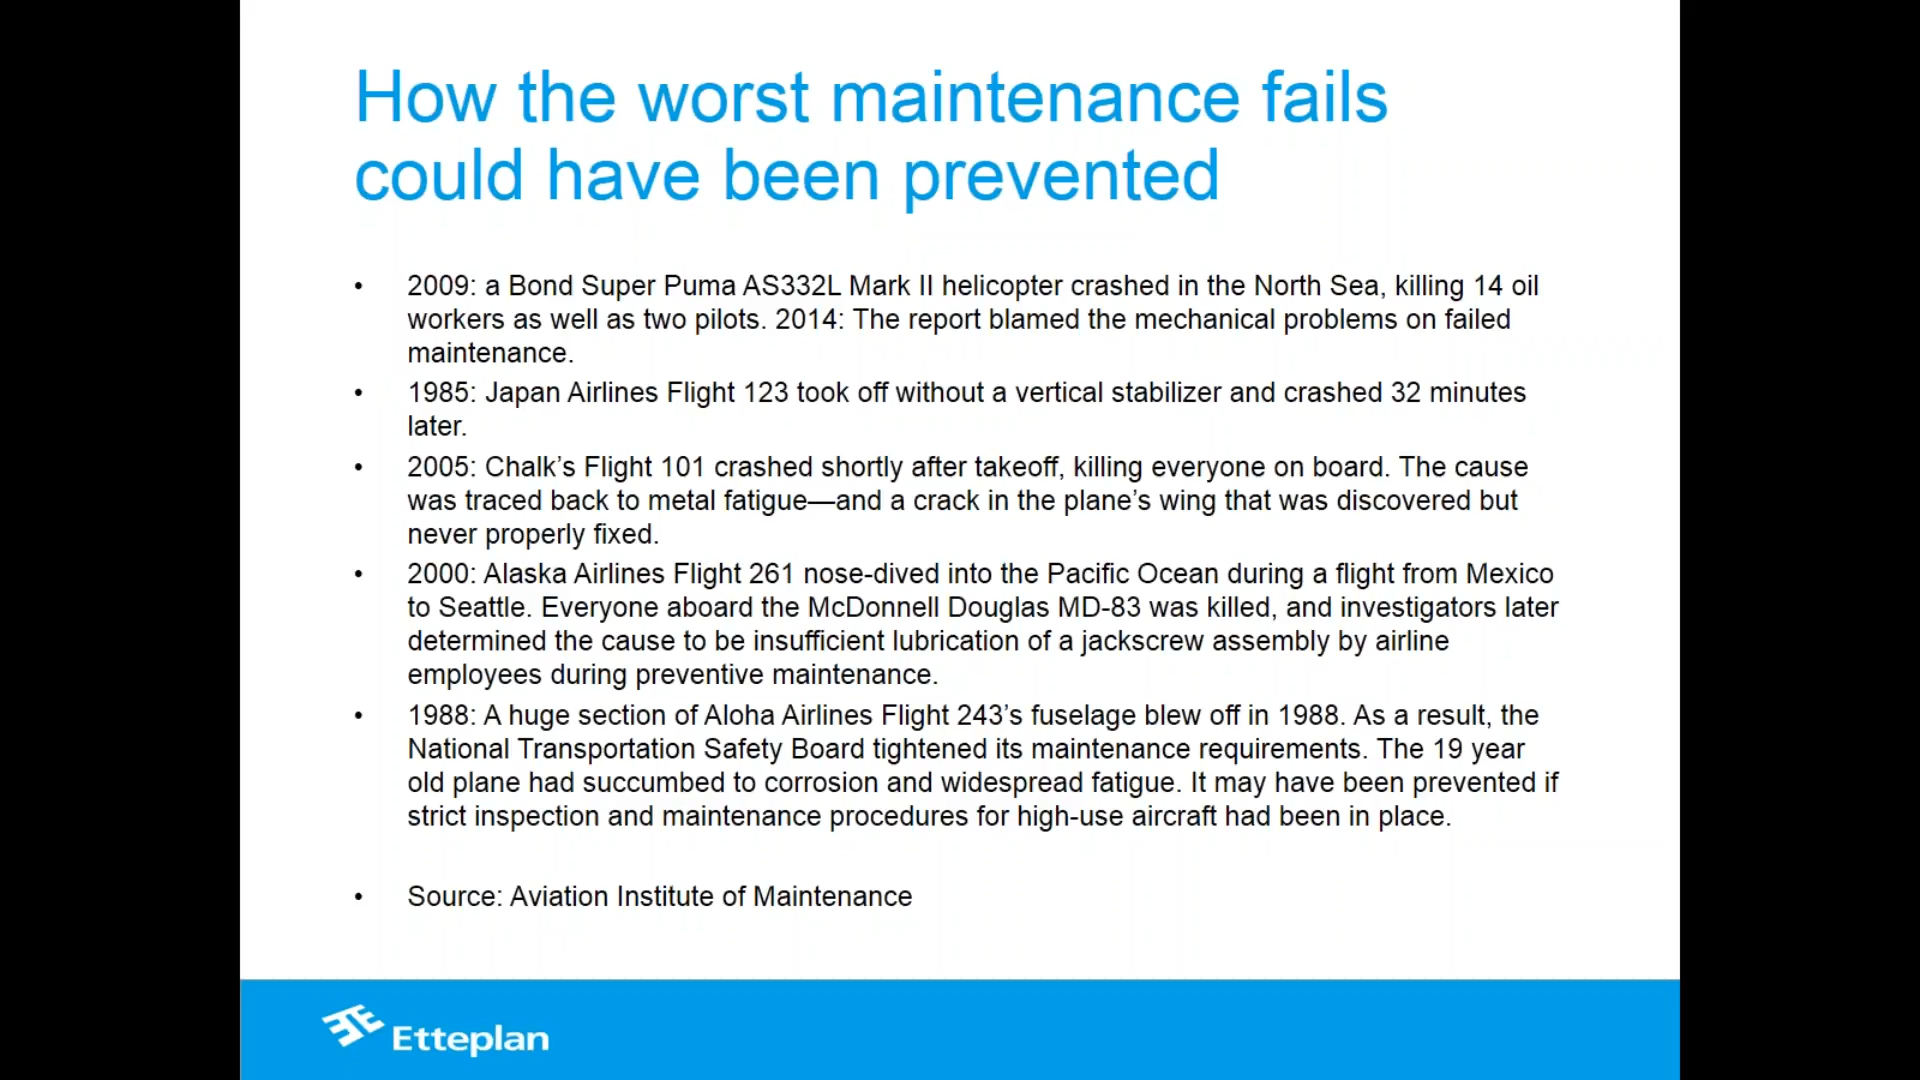 How the worst maintenance fails
could have been prevented
• 2009: a Bond Super Puma AS332L Mark II helicopter crashed in the North Sea, killing 14 oil
workers as well as two pilots. 2014: The report blamed the mechanical problems on failed
maintenance.
• 1985: Japan Airlines Flight 123 took off without a vertical stabilizer and crashed 32 minutes
later.
• 2005: Chalk’s Flight 101 crashed shortly after takeoff, killing everyone on board. The cause
was traced back to metal fatigue—and a crack in the plane’s wing that was discovered but
never properly fixed.
• 2000: Alaska Airlines Flight 261 nose-dived into the Pacific Ocean during a flight from Mexico
to Seattle. Everyone aboard the McDonnell Douglas MD-83 was killed, and investigators later
determined the cause to be insufficient lubrication of a jackscrew assembly by airline
employees during preventive maintenance.
• 1988: A huge section of Aloha Airlines Flight 243’s fuselage blew off in 1988. As a result, the
National Transportation Safety Board tightened its maintenance requirements. The 19 year
old plane had succumbed to corrosion and widespread fatigue. It may have been prevented if
strict inspection and maintenance procedures for high-use aircraft had been in place.
• Source: Aviation Institute of Maintenance
Etteplan